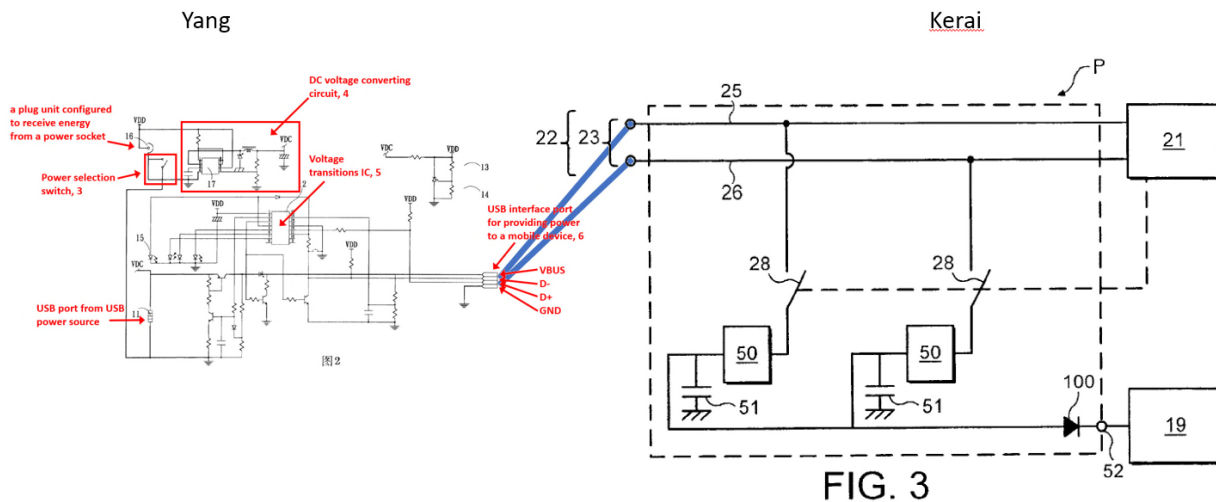 Yang
Kerai
DC voltage converting
circuit, 4
a plug unit configured
to receive energy
from a power socket
VDD
16
VDC
17
Power selection
switch, 3
Voltage
transitions IC, 5
2
VDC
13
14
USB interface port
for providing power
to a mobile device, 6
VDD
VDD
VDD
15
VDC
VBUS
D-
D+
GND
USB port from USB
power source
11
图2
P
25
22
23
21
26
28
28
50
50
51
51
100
19
52
FIG. 3